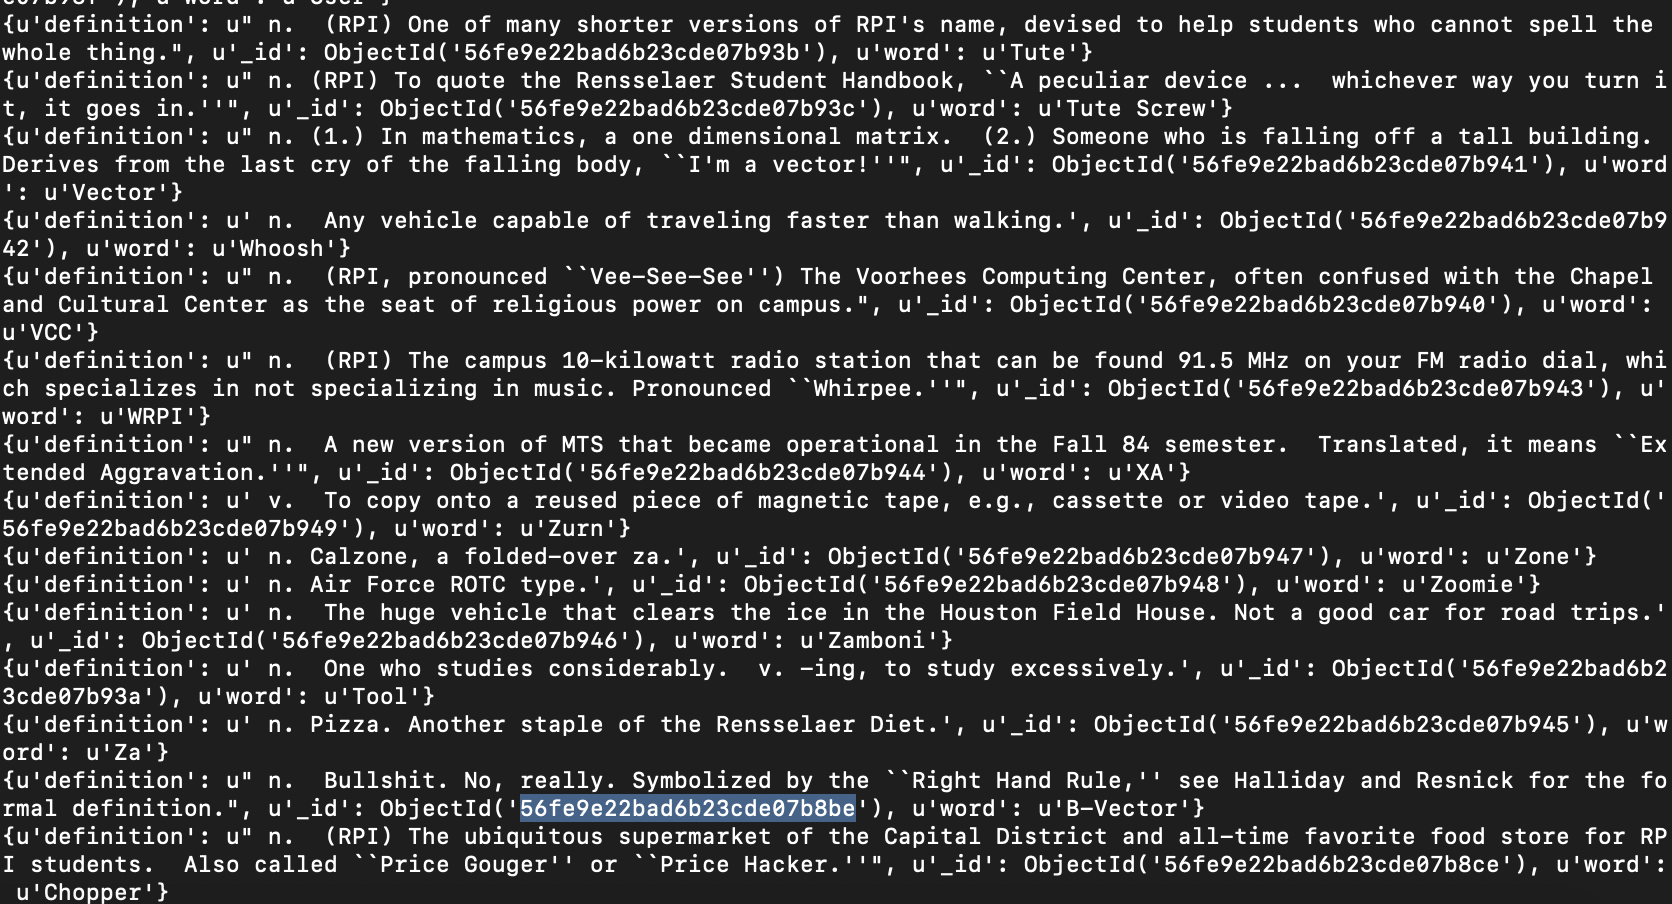 {u'definition': u" n.  (RPI) One of many shorter versions of RPI's name, devised to help students who cannot spell the
whole thing.", u'_id': ObjectId('56fe9e22bad6b23cde07b93b'), u'word': u'Tute'}
{u'definition': u" n. (RPI) To quote the Rensselaer Student Handbook, ``A peculiar device ...  whichever way you turn i
t, it goes in.''", u'_id': ObjectId('56fe9e22bad6b23cde07b93c'), u'word': u'Tute Screw'}
{u'definition': u" n. (1.) In mathematics, a one dimensional matrix.  (2.) Someone who is falling off a tall building.
Derives from the last cry of the falling body, ``I'm a vector!''", u'_id': ObjectId('56fe9e22bad6b23cde07b941'), u'word
': u'Vector'}
{u'definition': u' n.  Any vehicle capable of traveling faster than walking.', u'_id': ObjectId('56fe9e22bad6b23cde07b9
42'), u'word': u'Whoosh'}
{u'definition': u" n.  (RPI, pronounced ``Vee-See-See'') The Voorhees Computing Center, often confused with the Chapel
and Cultural Center as the seat of religious power on campus.", u'_id': ObjectId('56fe9e22bad6b23cde07b940'), u'word':
u'VCC'}
{u'definition': u" n.  (RPI) The campus 10-kilowatt radio station that can be found 91.5 MHz on your FM radio dial, whi
ch specializes in not specializing in music. Pronounced ``Whirpee.''", u'_id': ObjectId('56fe9e22bad6b23cde07b943'), u'
word': u'WRPI'}
{u'definition': u" n.  A new version of MTS that became operational in the Fall 84 semester.  Translated, it means ``Ex
tended Aggravation.''", u'_id': ObjectId('56fe9e22bad6b23cde07b944'), u'word': u'XA'}
{u'definition': u' v.  To copy onto a reused piece of magnetic tape, e.g., cassette or video tape.', u'_id': ObjectId('
56fe9e22bad6b23cde07b949'), u'word': u'Zurn'}
{u'definition': u' n. Calzone, a folded-over za.', u'_id': ObjectId('56fe9e22bad6b23cde07b947'), u'word': u'Zone'}
{u'definition': u' n. Air Force ROTC type.', u'_id': ObjectId('56fe9e22bad6b23cde07b948'), u'word': u'Zoomie'}
{u'definition': u' n.  The huge vehicle that clears the ice in the Houston Field House. Not a good car for road trips.'
, u'_id': ObjectId('56fe9e22bad6b23cde07b946'), u'word': u'Zamboni'}
{u'definition': u' n.  One who studies considerably.  v. -ing, to study excessively.', u'_id': ObjectId('56fe9e22bad6b2
3cde07b93a'), u'word': u'Tool'}
{u'definition': u' n. Pizza. Another staple of the Rensselaer Diet.', u'_id': ObjectId('56fe9e22bad6b23cde07b945'), u'w
ord': u'Za'}
{u'definition': u" n.  Bullshit. No, really. Symbolized by the ``Right Hand Rule,'' see Halliday and Resnick for the fo
rmal definition.", u'_id': ObjectId('56fe9e22bad6b23cde07b8be'), u'word': u'B-Vector'}
{u'definition': u" n.  (RPI) The ubiquitous supermarket of the Capital District and all-time favorite food store for RP
I students.  Also called ``Price Gouger'' or ``Price Hacker.''", u'_id': ObjectId('56fe9e22bad6b23cde07b8ce'), u'word':
 u'Chopper'}